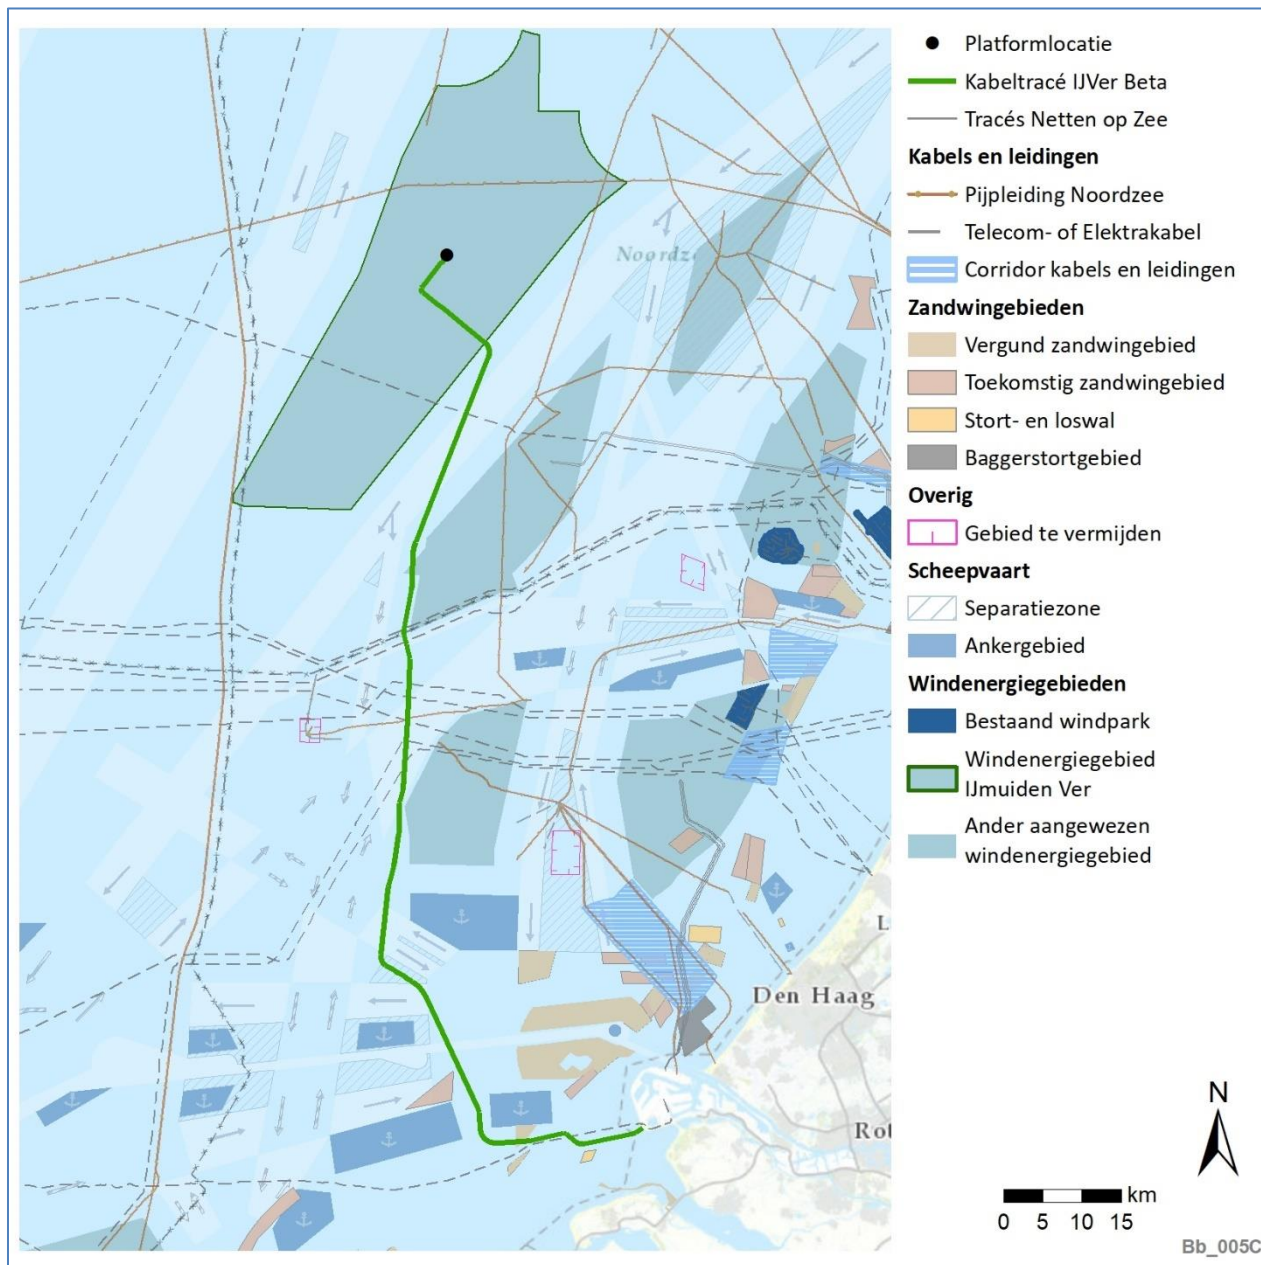 Platformlocatie
Kabeltracé IJVer Beta
Tracés Netten op Zee
Kabels en leidingen
Pijpleiding Noordzee
Telecom- of Elektrakabel
Corridor kabels en leidingen
Zandwingebieden
Vergund zandwingebied
Toekomstig zandwingebied
Stort- en loswal
Baggerstortgebied
Overig
Gebied te vermijden
Scheepvaart
Separatiezone
Ankergebied
Windenergiegebieden
Bestaand windpark
Windenergiegebied
IJmuiden Ver
Ander aangewezen
windenergiegebied
Noordz
L
Den Haag
Rot
N
km
0 5 10 15
Bb_005C